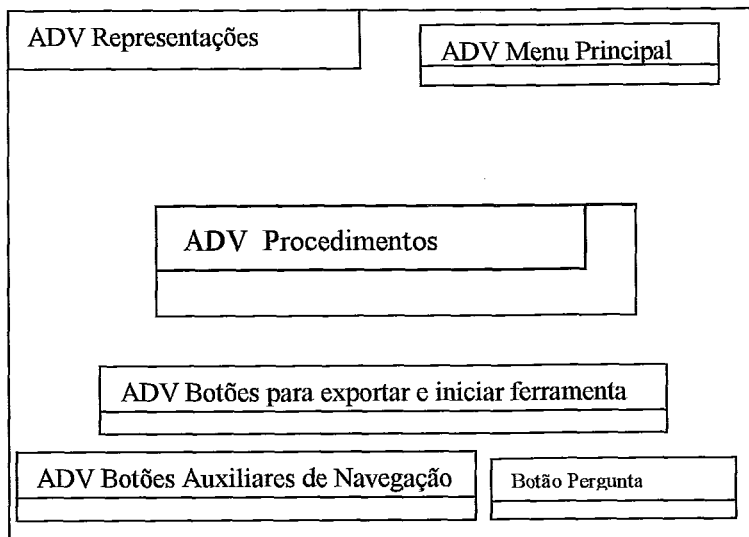 ADV Representações
ADV Menu Principal
ADV Procedimentos
ADV Botões para exportar e iniciar ferramenta
ADV Botões Auxiliares de Navegação
Botão Pergunta